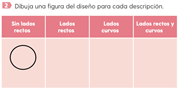 2 Dibuja una figura del diseño para cada descripción.
Sin lados rectos
Lados rectos
Lados curvos
Lados rectos y curvos